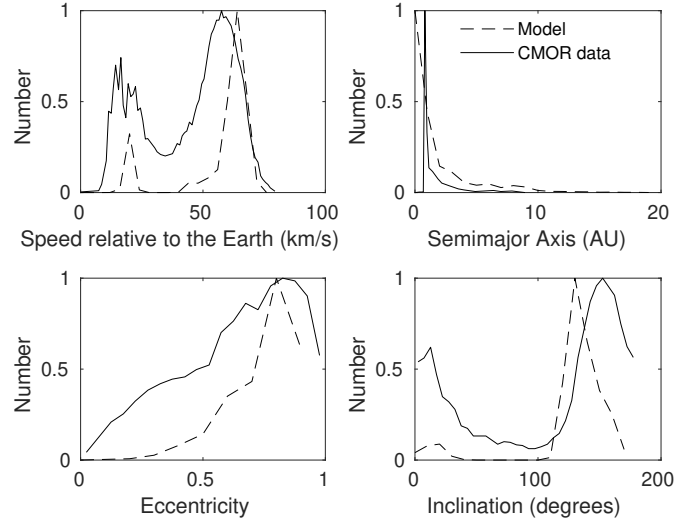 1
0.5
0
Number
0 50 100
Speed relative to the Earth (km/s)
1
0.5
0
Number
Model
CMOR data
0 10 20
Semimajor Axis (AU)
1
0.5
0
Number
0 0.5 1
Eccentricity
1
0.5
0
Number
0 100 200
Inclination (degrees)